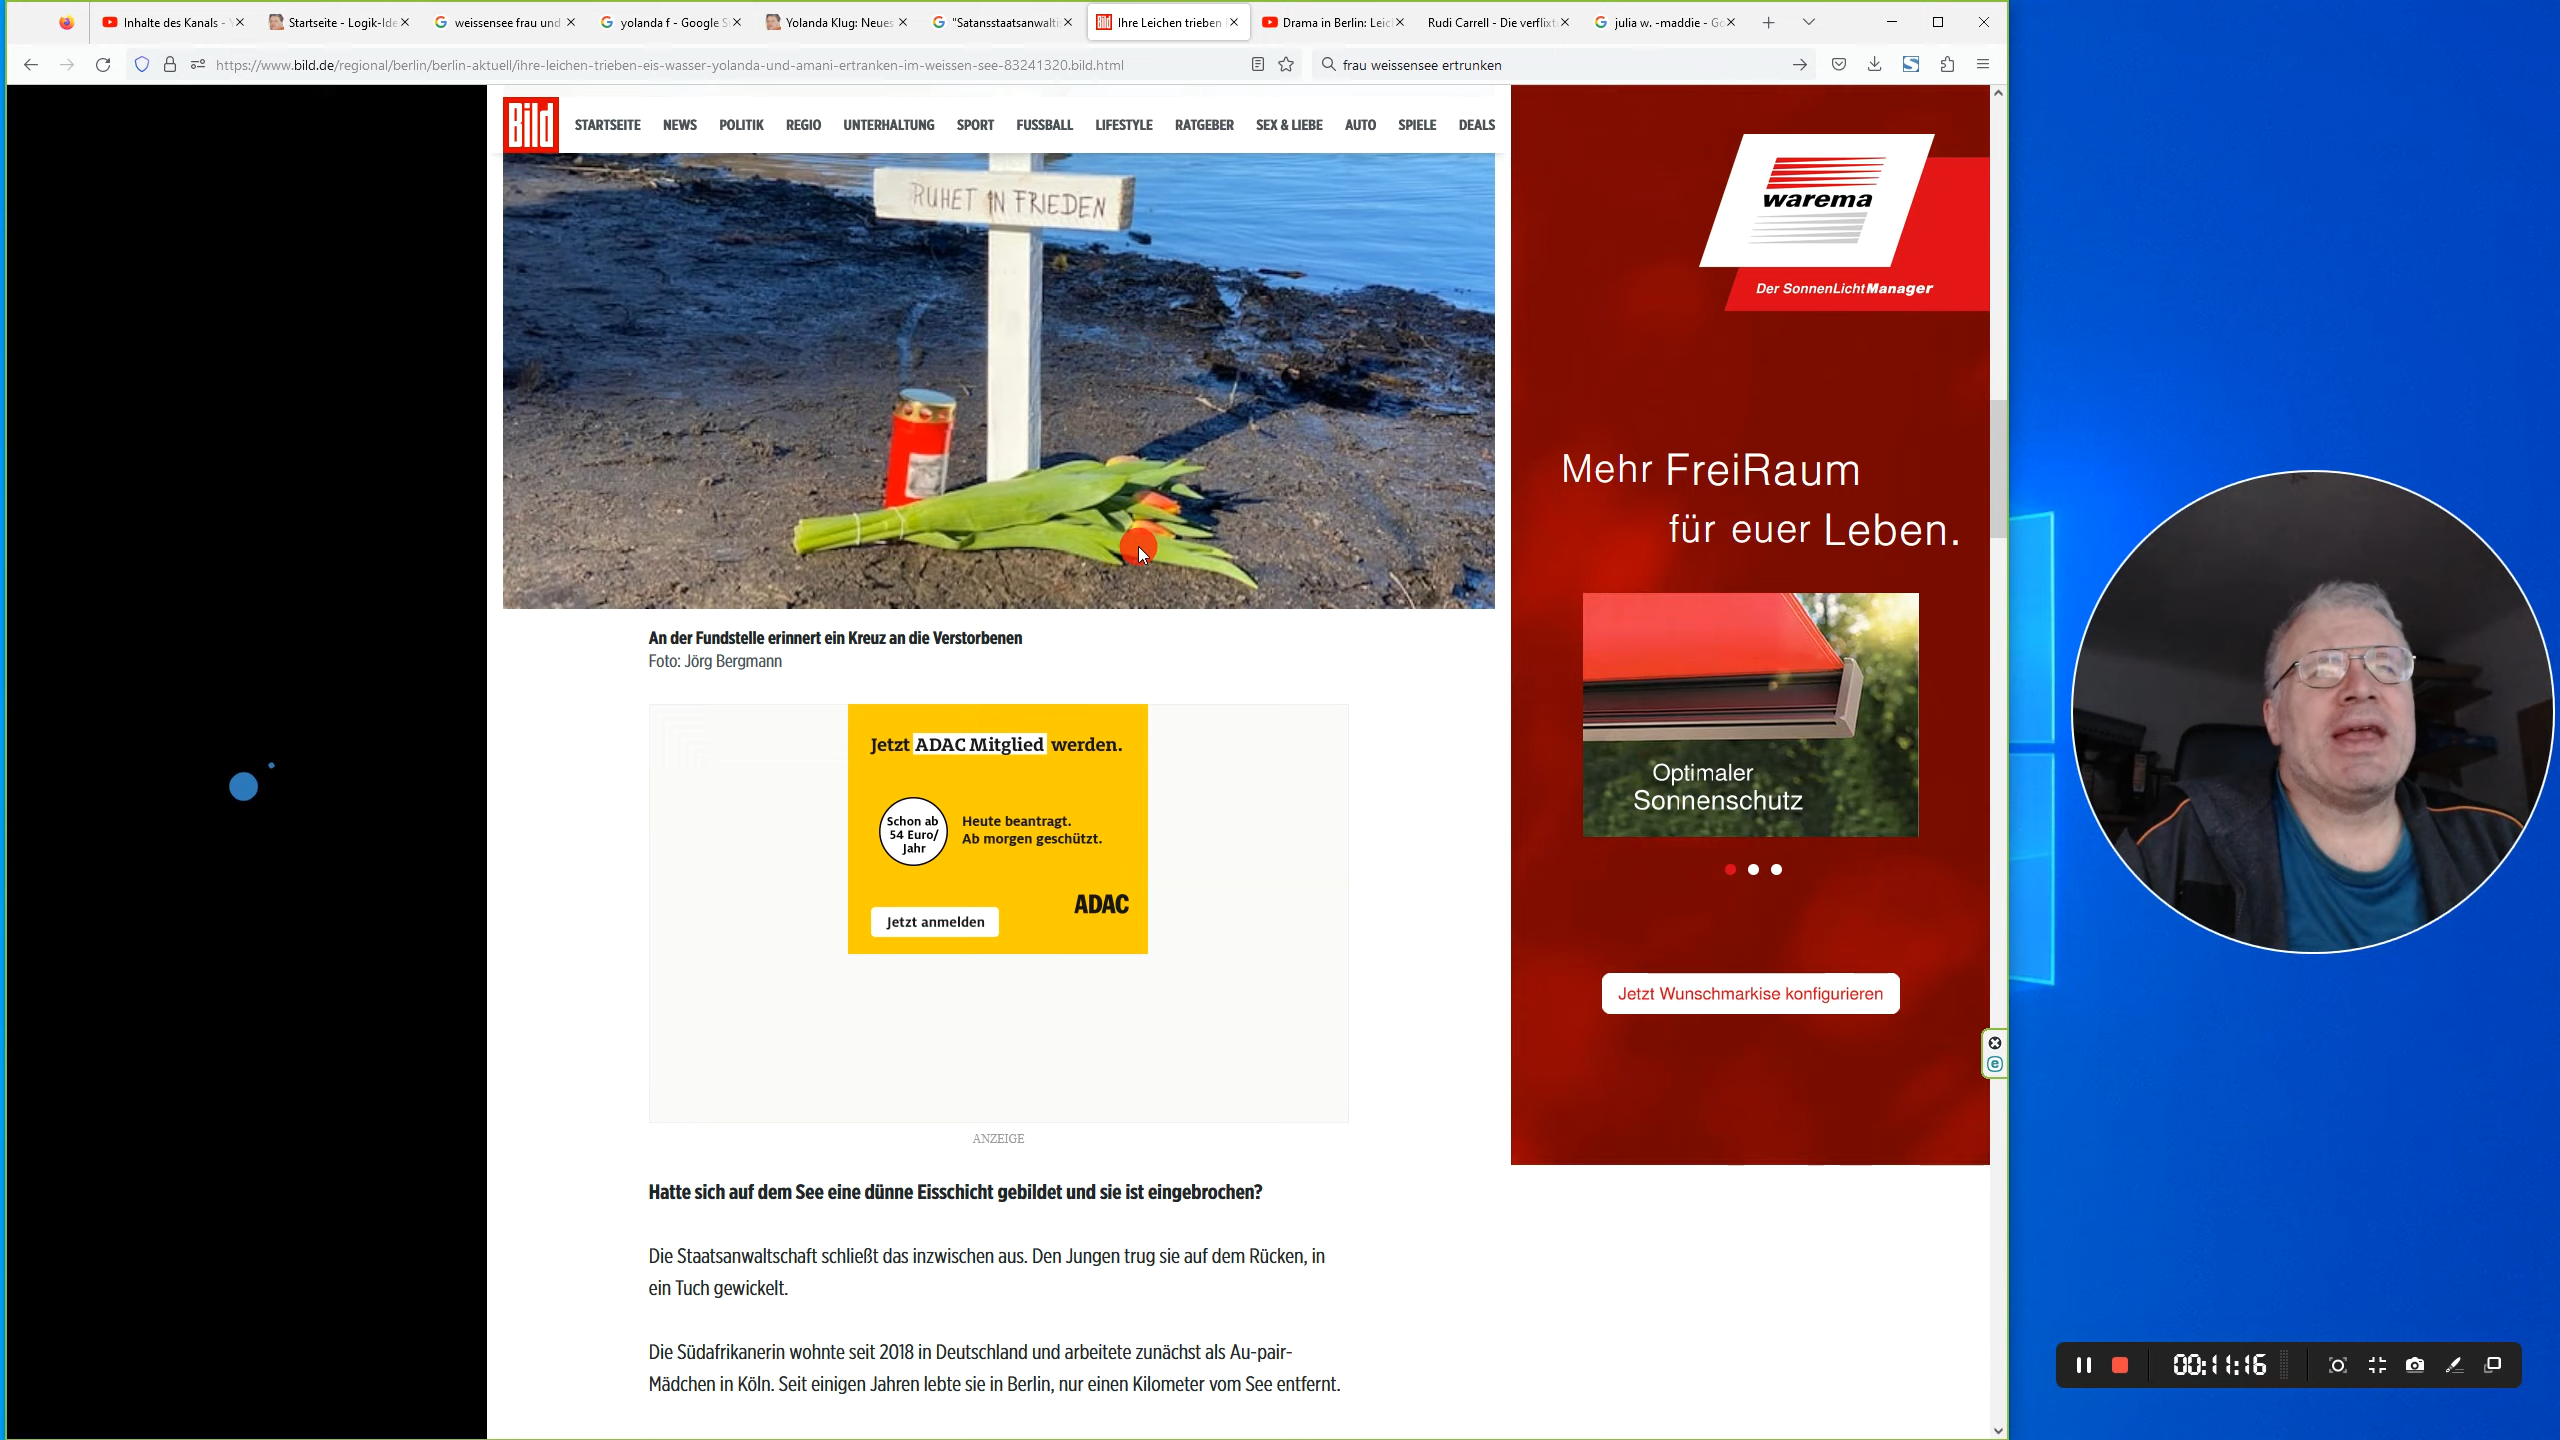 Inhalte des Kanals - Y
Startseite - Logik-Ide
weissensee frau und
yolanda f - Google S
Yolanda Klug: Neues
"Satansstaatsanwalti
Ihre Leichen trieben
Drama in Berlin: Leic
Rudi Carrell - Die verflixt
julia w. -maddie - Go
https://www.bild.de/regional/berlin/berlin-aktuell/ihre-leichen-trieben-eis-wasser-yolanda-und-amani-ertranken-im-weissen-see-83241320.bild.html
frau weissensee ertrunken
Bild
STARTSEITE NEWS POLITIK REGIO UNTERHALTUNG SPORT FUSSBALL LIFESTYLE RATGEBER SEX & LIEBE AUTO SPIELE DEALS
RUHET IN FRIEDEN
An der Fundstelle erinnert ein Kreuz an die Verstorbenen
Foto: Jörg Bergmann
Jetzt ADAC Mitglied werden.
Schon ab
54 Euro/
Jahr
Heute beantragt.
Ab morgen geschützt.
ADAC
Jetzt anmelden
ANZEIGE
Hatte sich auf dem See eine dünne Eisschicht gebildet und sie ist eingebrochen?
Die Staatsanwaltschaft schließt das inzwischen aus. Den Jungen trug sie auf dem Rücken, in
ein Tuch gewickelt.
Die Südafrikanerin wohnte seit 2018 in Deutschland und arbeitete zunächst als Au-pair-
Mädchen in Köln. Seit einigen Jahren lebte sie in Berlin, nur einen Kilometer vom See entfernt.
warema
Der SonnenLichtManager
Mehr FreiRaum
für euer Leben.
Optimaler
Sonnenschutz
Jetzt Wunschmarkise konfigurieren
00:11:16